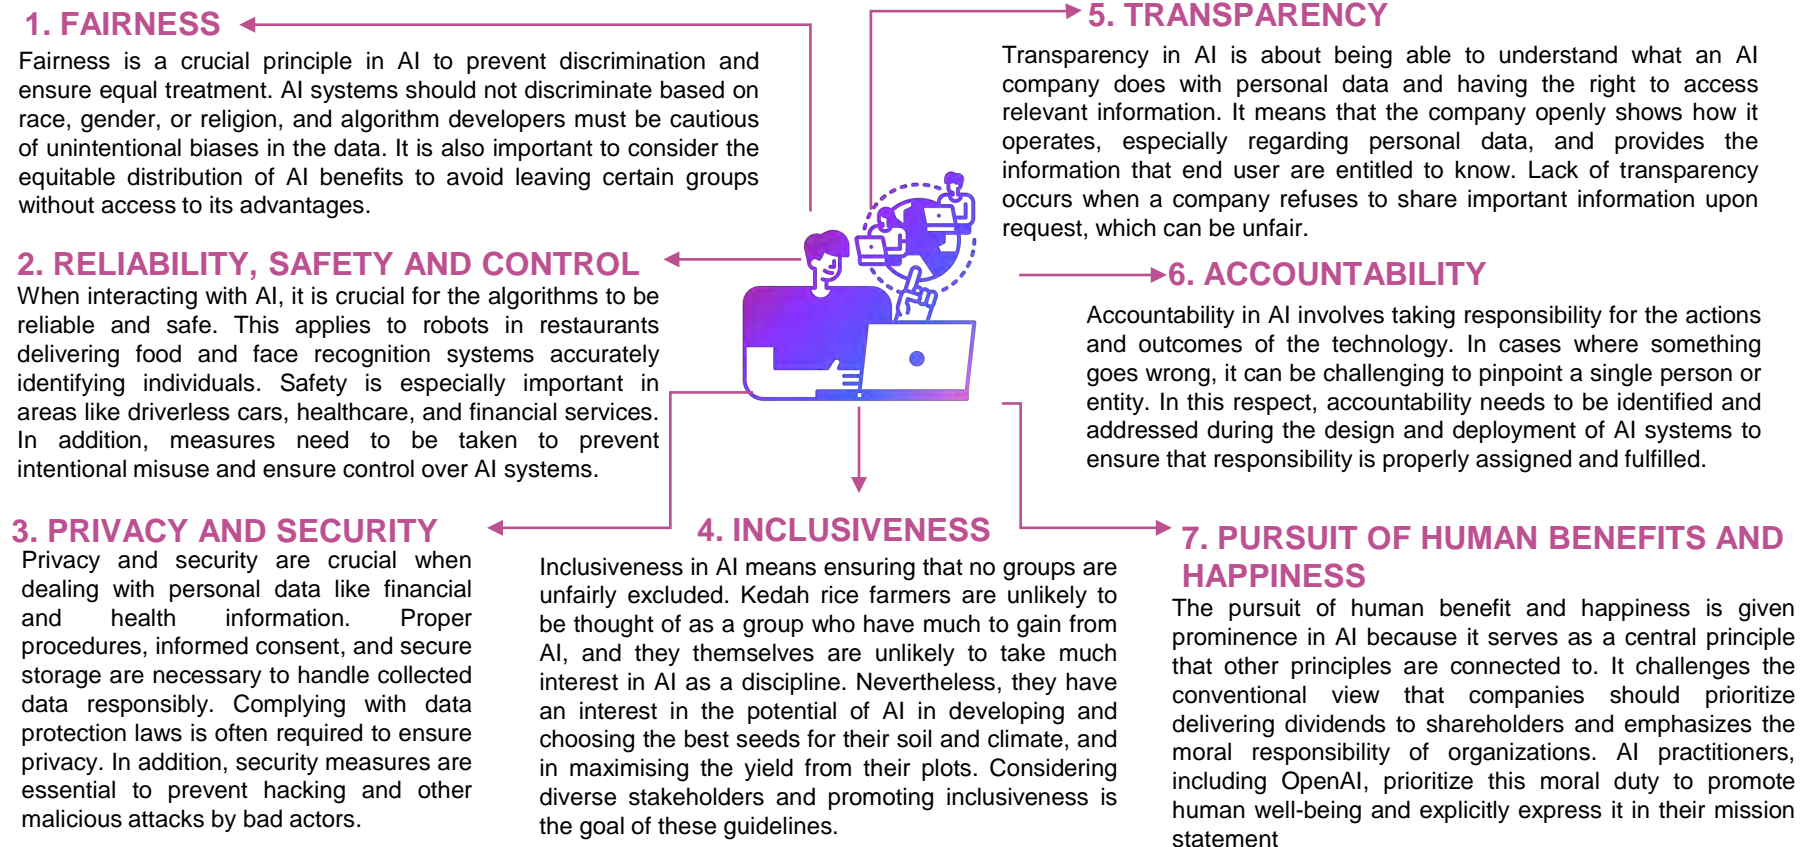 1. FAIRNESS
Fairness is a crucial principle in AI to prevent discrimination and
ensure equal treatment. AI systems should not discriminate based on
race, gender, or religion, and algorithm developers must be cautious
of unintentional biases in the data. It is also important to consider the
equitable distribution of AI benefits to avoid leaving certain groups
without access to its advantages.
2. RELIABILITY, SAFETY AND CONTROL
When interacting with AI, it is crucial for the algorithms to be
reliable and safe. This applies to robots in restaurants
delivering food and face recognition systems accurately
identifying individuals. Safety is especially important in
areas like driverless cars, healthcare, and financial services.
In addition, measures need to be taken to prevent
intentional misuse and ensure control over AI systems.
3. PRIVACY AND SECURITY
Privacy and security are crucial when
dealing with personal data like financial
and health information. Proper
procedures, informed consent, and secure
storage are necessary to handle collected
data responsibly. Complying with data
protection laws is often required to ensure
privacy. In addition, security measures are
essential to prevent hacking and other
malicious attacks by bad actors.
4. INCLUSIVENESS
Inclusiveness in AI means ensuring that no groups are
unfairly excluded. Kedah rice farmers are unlikely to
be thought of as a group who have much to gain from
AI, and they themselves are unlikely to take much
interest in AI as a discipline. Nevertheless, they have
an interest in the potential of AI in developing and
choosing the best seeds for their soil and climate, and
in maximising the yield from their plots. Considering
diverse stakeholders and promoting inclusiveness is
the goal of these guidelines.
5. TRANSPARENCY
Transparency in AI is about being able to understand what an AI
company does with personal data and having the right to access
relevant information. It means that the company openly shows how it
operates, especially regarding personal data, and provides the
information that end user are entitled to know. Lack of transparency
occurs when a company refuses to share important information upon
request, which can be unfair.
6. ACCOUNTABILITY
Accountability in AI involves taking responsibility for the actions
and outcomes of the technology. In cases where something
goes wrong, it can be challenging to pinpoint a single person or
entity. In this respect, accountability needs to be identified and
addressed during the design and deployment of AI systems to
ensure that responsibility is properly assigned and fulfilled.
7. PURSUIT OF HUMAN BENEFITS AND
HAPPINESS
The pursuit of human benefit and happiness is given
prominence in AI because it serves as a central principle
that other principles are connected to. It challenges the
conventional view that companies should prioritize
delivering dividends to shareholders and emphasizes the
moral responsibility of organizations. AI practitioners,
including OpenAI, prioritize this moral duty to promote
human well-being and explicitly express it in their mission
statement